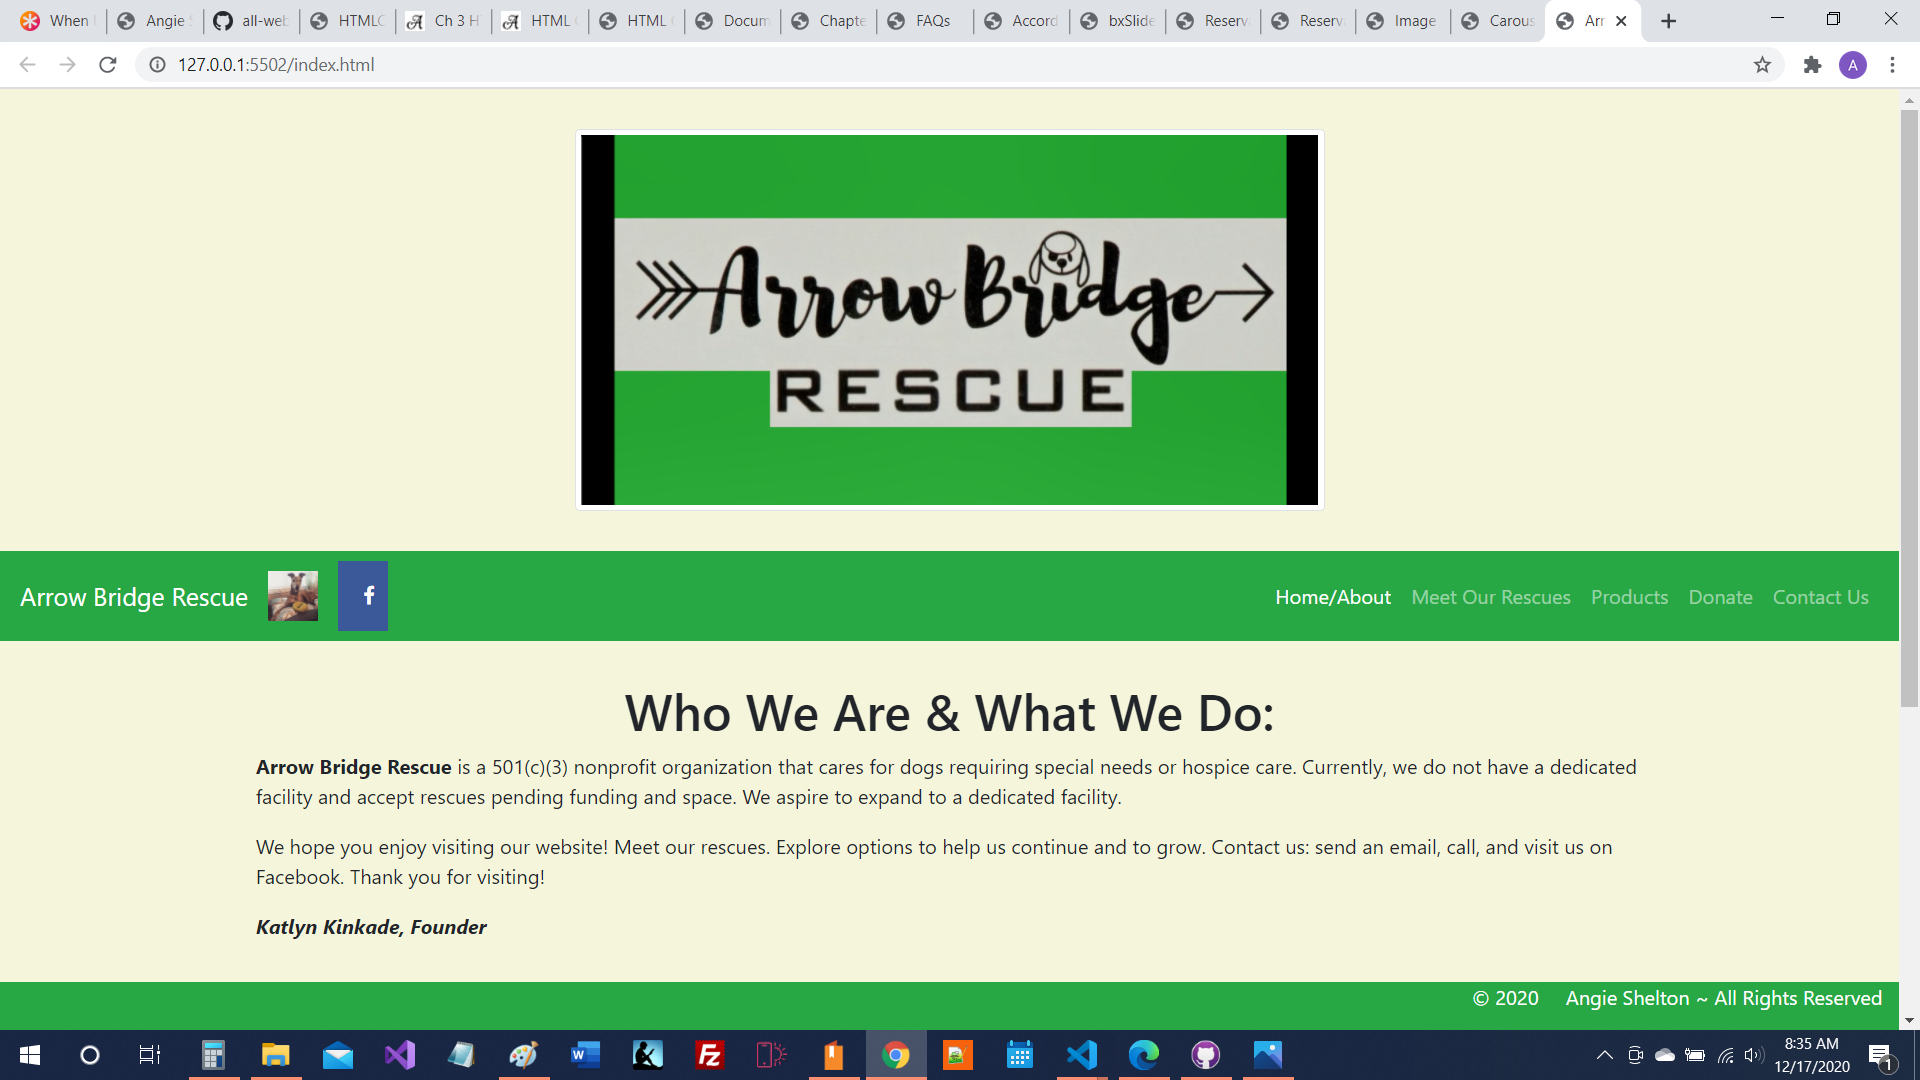 When
Angie S
all-web
HTMLC
Ch 3 H
HTML
HTML
Docum
Chapte
FAQs
Accord
bxSlide
Reserv
Reserv
Image
Carous
Arr
127.0.0.1:5502/index.html
A
Arrow Bridge
RESCUE
Arrow Bridge Rescue
Home/About Meet Our Rescues Products Donate Contact Us
Who We Are & What We Do:
Arrow Bridge Rescue is a 501(c)(3) nonprofit organization that cares for dogs requiring special needs or hospice care. Currently, we do not have a dedicated
facility and accept rescues pending funding and space. We aspire to expand to a dedicated facility.
We hope you enjoy visiting our website! Meet our rescues. Explore options to help us continue and to grow. Contact us: send an email, call, and visit us on
Facebook. Thank you for visiting!
Katlyn Kinkade, Founder
© 2020 Angie Shelton ~ All Rights Reserved
8:35 AM
12/17/2020
1